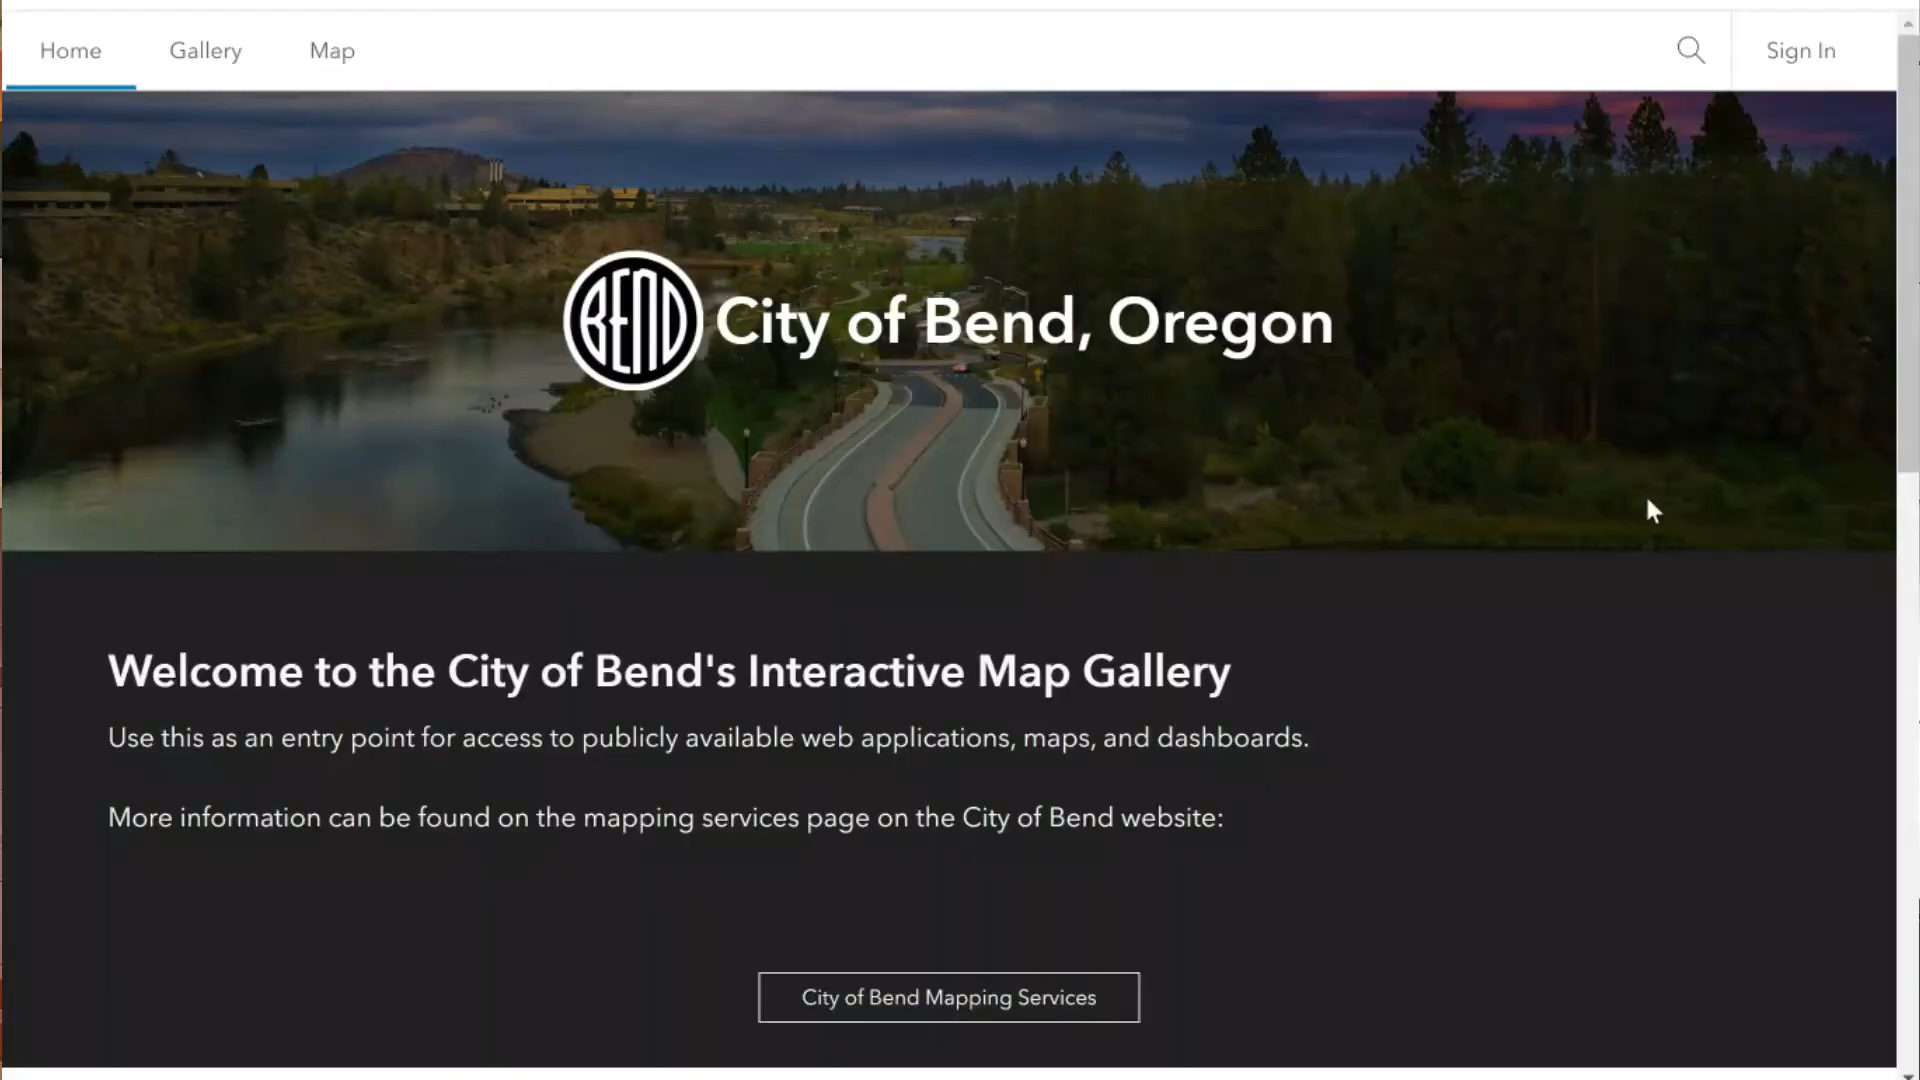 Home
Gallery
Map
Sign In
BEND
City of Bend, Oregon
Welcome to the City of Bend's Interactive Map Gallery
Use this as an entry point for access to publicly available web applications, maps, and dashboards.
More information can be found on the mapping services page on the City of Bend website:
City of Bend Mapping Services